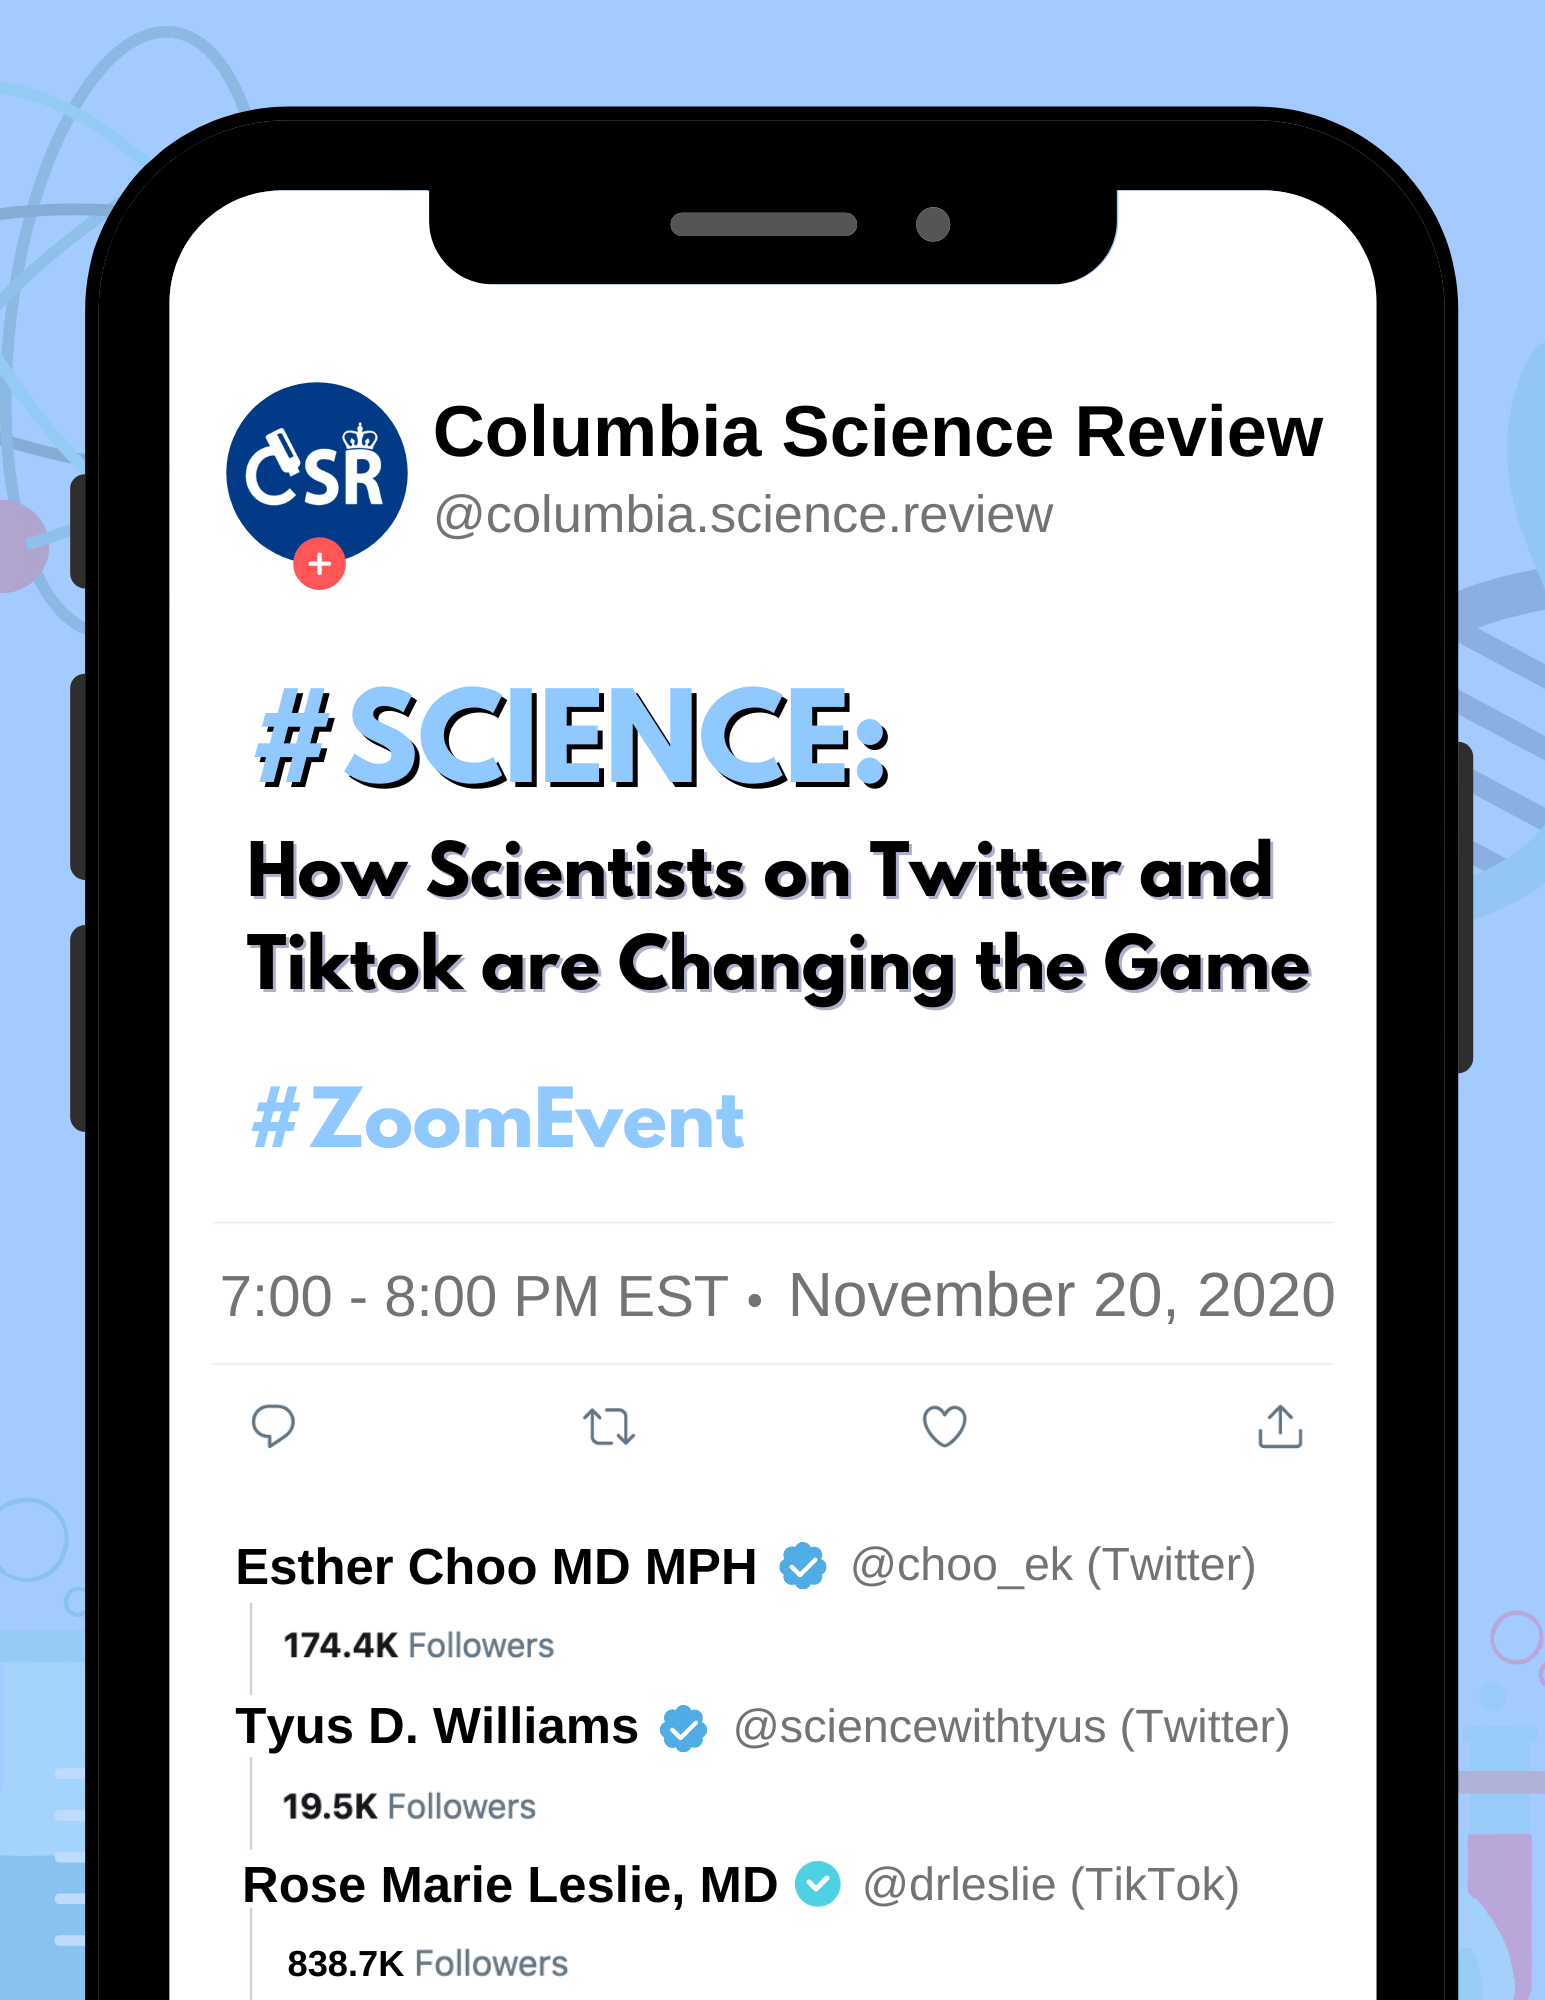 CSR
Columbia Science Review
@columbia.science.review
#SCIENCE:
How Scientists on Twitter and
Tiktok are Changing the Game
#ZoomEvent
7:00 - 8:00 PM EST • November 20, 2020
Esther Choo MD MPH @choo_ek (Twitter)
174.4K Followers
Tyus D. Williams @sciencewithtyus (Twitter)
19.5K Followers
Rose Marie Leslie, MD @drleslie (TikTok)
838.7K Followers